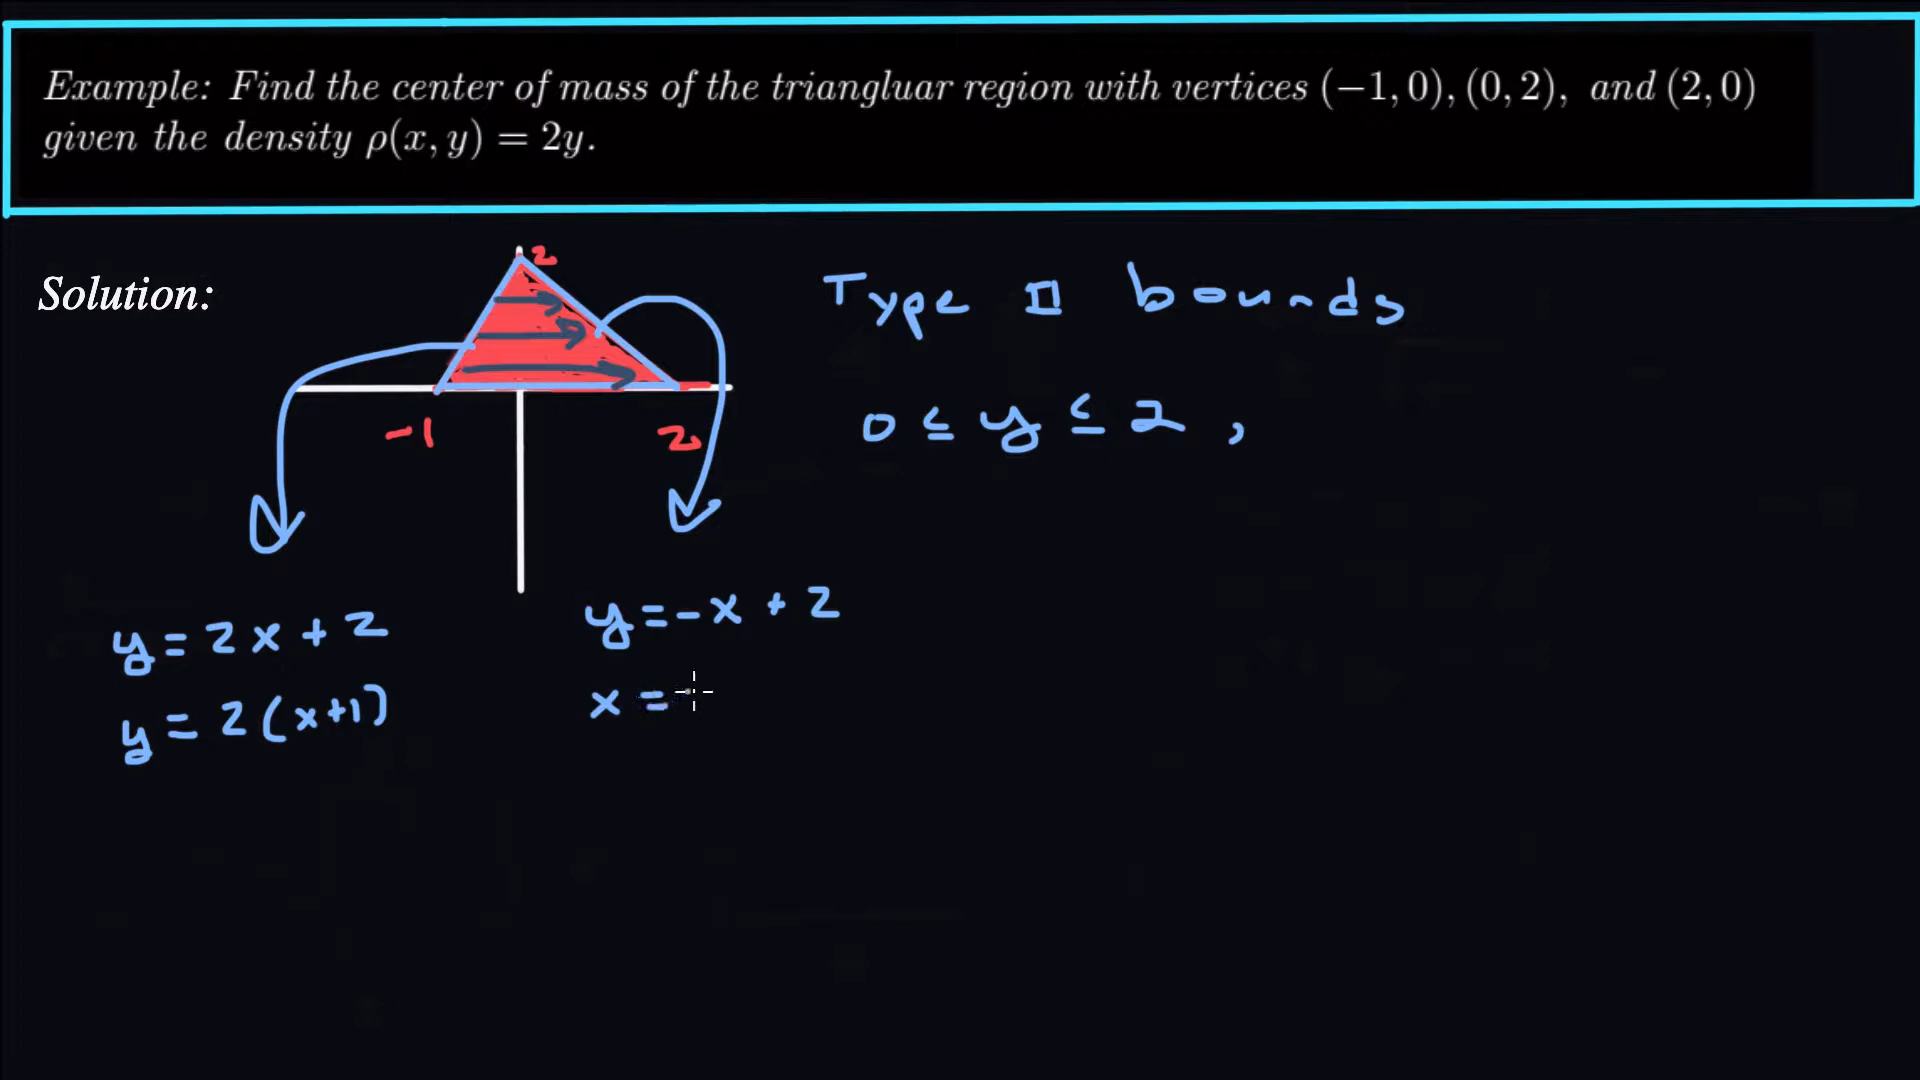 Example: Find the center of mass of the triangluar region with vertices (−1, 0), (0, 2), and (2, 0)
given the density ρ(x, y) = 2y.
Solution:
2
-1
2
Type II bounds
0 ≤ y ≤ 2 ,
y = 2x + 2
y = 2(x+1)
y = -x + 2
x =